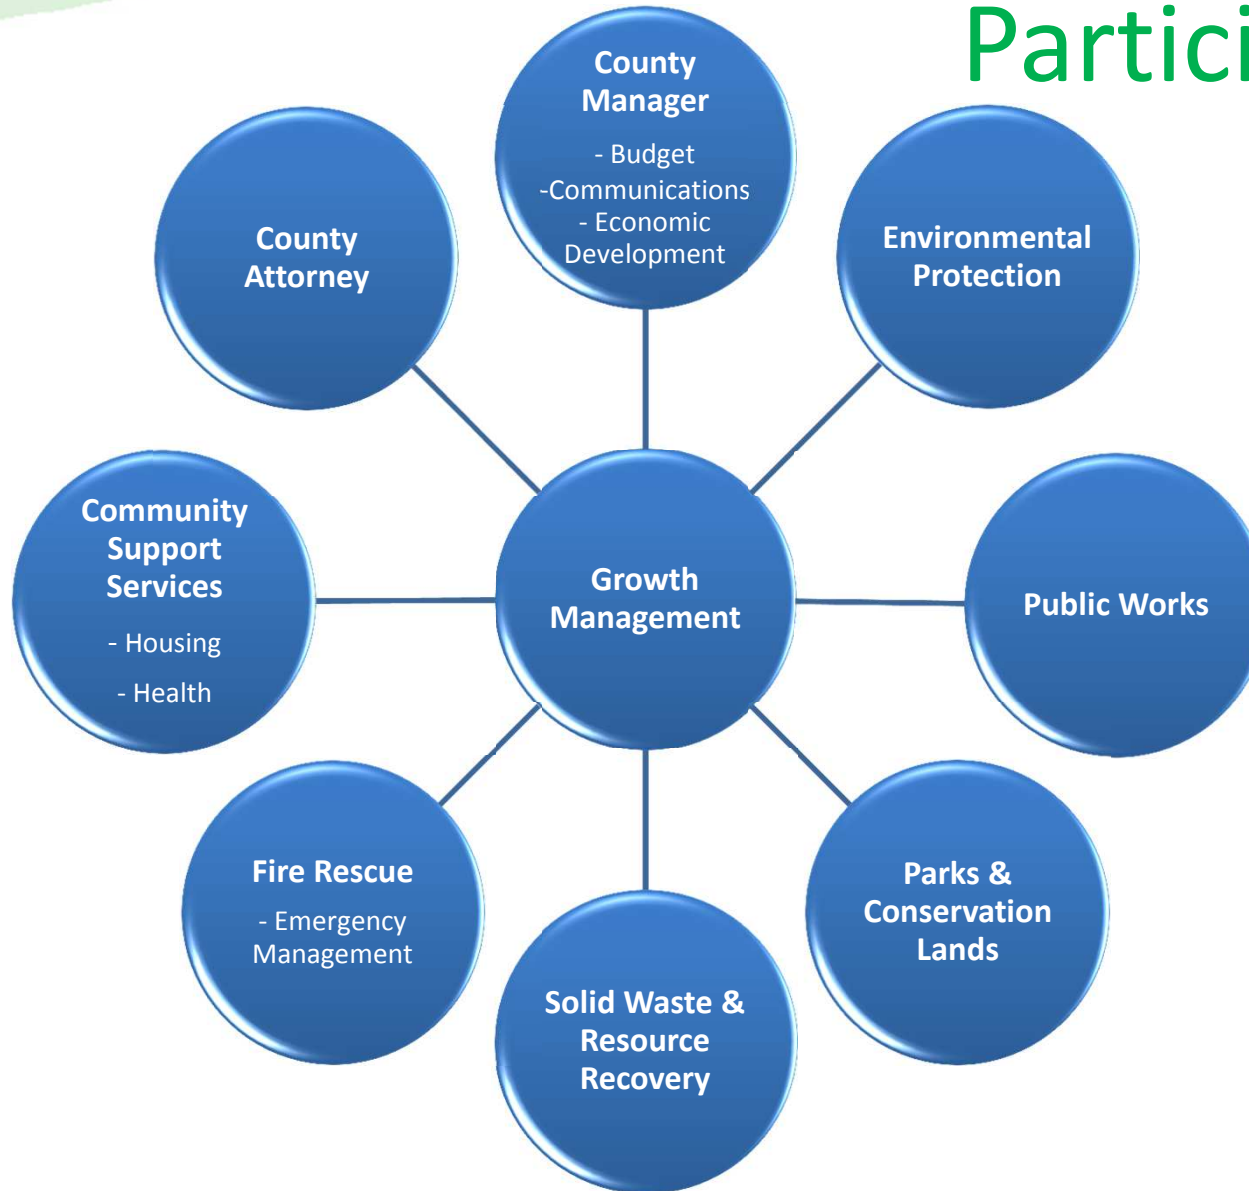 Partici
County
Manager
- Budget
-Communications
- Economic
Development
County
Attorney
Environmental
Protection
Community
Support
Services
- Housing
- Health
Growth
Management
Public Works
Fire Rescue
- Emergency
Management
Parks &
Conservation
Lands
Solid Waste &
Resource
Recovery